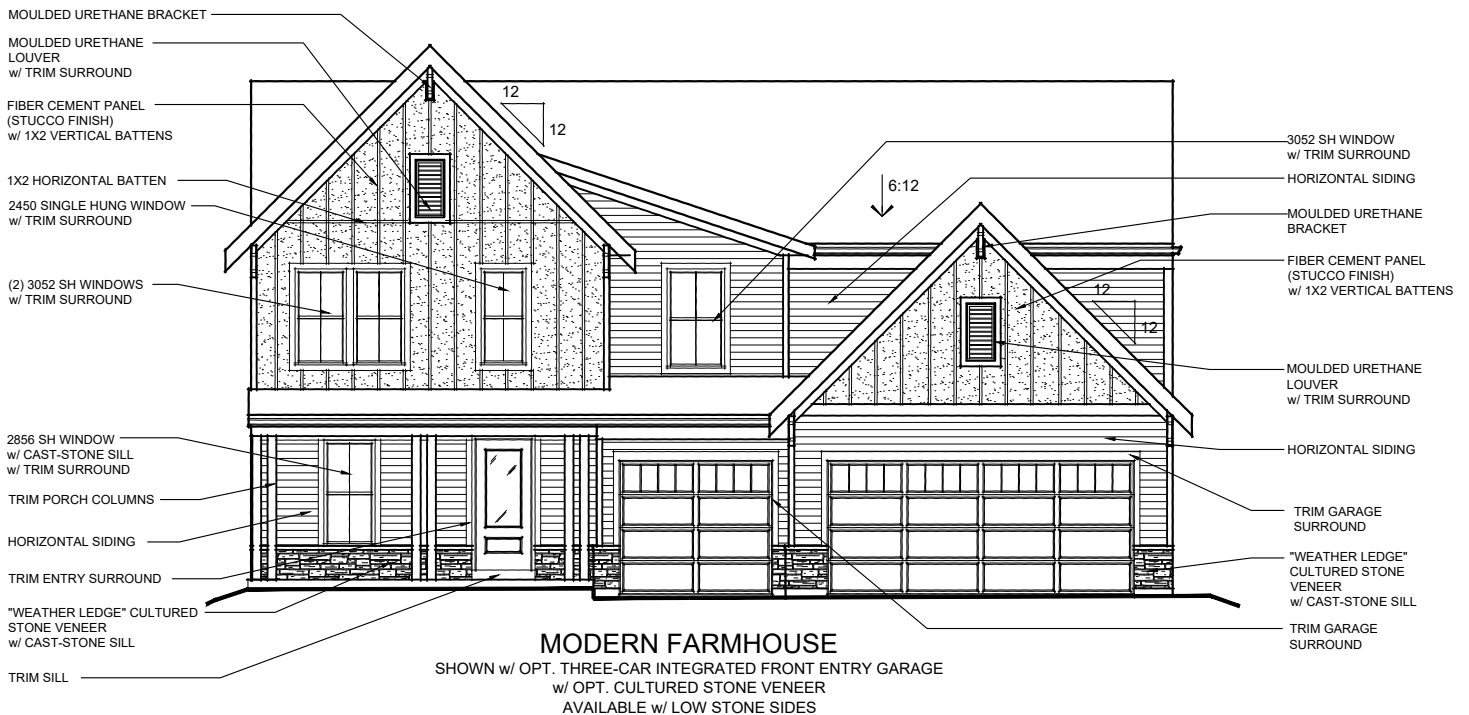 MOULDED URETHANE BRACKET
MOULDED URETHANE
LOUVER
w/ TRIM SURROUND
FIBER CEMENT PANEL
(STUCCO FINISH)
w/ 1X2 VERTICAL BATTENS
1X2 HORIZONTAL BATTEN
2450 SINGLE HUNG WINDOW
w/ TRIM SURROUND
(2) 3052 SH WINDOWS
w/ TRIM SURROUND
2856 SH WINDOW
w/ CAST-STONE SILL
w/ TRIM SURROUND
TRIM PORCH COLUMNS
HORIZONTAL SIDING
TRIM ENTRY SURROUND
"WEATHER LEDGE" CULTURED
STONE VENEER
w/ CAST-STONE SILL
TRIM SILL
12
12
6:12
12
12
3052 SH WINDOW
w/ TRIM SURROUND
HORIZONTAL SIDING
MOULDED URETHANE
BRACKET
FIBER CEMENT PANEL
(STUCCO FINISH)
w/ 1X2 VERTICAL BATTENS
MOULDED URETHANE
LOUVER
w/ TRIM SURROUND
HORIZONTAL SIDING
TRIM GARAGE
SURROUND
"WEATHER LEDGE"
CULTURED STONE
VENEER
w/ CAST-STONE SILL
TRIM GARAGE
SURROUND
MODERN FARMHOUSE
SHOWN w/ OPT. THREE-CAR INTEGRATED FRONT ENTRY GARAGE
w/ OPT. CULTURED STONE VENEER
AVAILABLE w/ LOW STONE SIDES